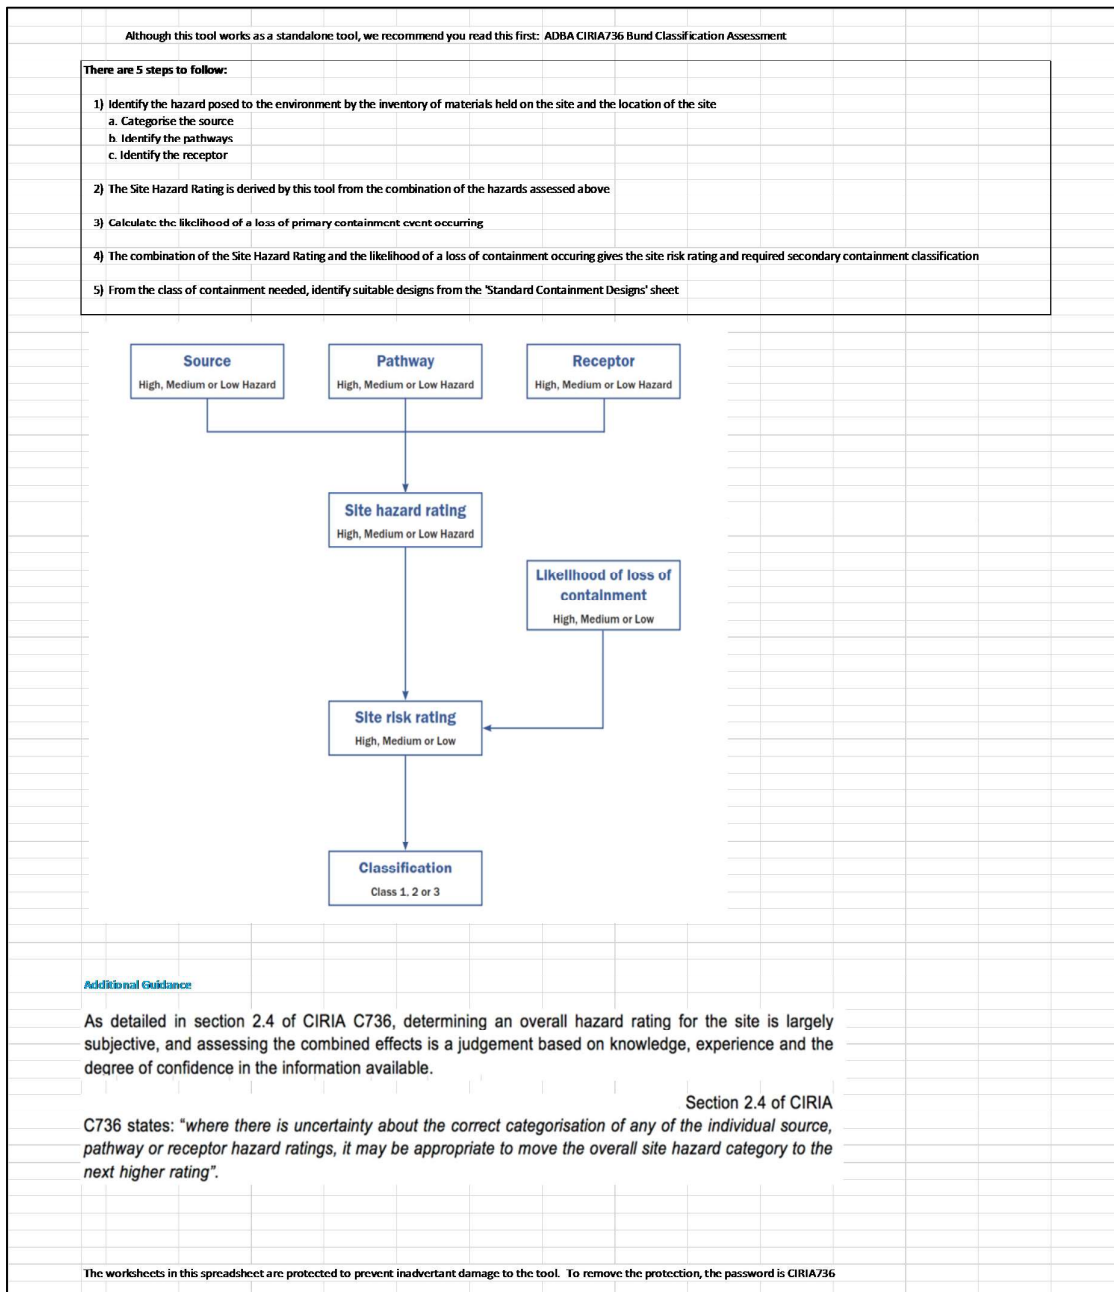 Although this tool works as a standalone tool, we recommend you read this first: ADBA CIRIA736 Bund Classification Assessment
There are 5 steps to follow:
1) Identify the hazard posed to the environment by the inventory of materials held on the site and the location of the site
a. Categorise the source
b. Identify the pathways
c. Identify the receptor
2) The Site Hazard Rating is derived by this tool from the combination of the hazards assessed above
3) Calculate the likelihood of a loss of primary containment event occurring
4) The combination of the Site Hazard Rating and the likelihood of a loss of containment occuring gives the site risk rating and required secondary containment classification
5) From the class of containment needed, identify suitable designs from the 'Standard Containment Designs' sheet
Source
High, Medium or Low Hazard
Pathway
High, Medium or Low Hazard
Receptor
High, Medium or Low Hazard
Site hazard rating
High, Medium or Low Hazard
Likelihood of loss of
containment
High, Medium or Low
Site risk rating
High, Medium or Low
Classification
Class 1, 2 or 3
Additional Guidance
As detailed in section 2.4 of CIRIA C736, determining an overall hazard rating for the site is largely
subjective, and assessing the combined effects is a judgement based on knowledge, experience and the
degree of confidence in the information available.
Section 2.4 of CIRIA
C736 states: "where there is uncertainty about the correct categorisation of any of the individual source,
pathway or receptor hazard ratings, it may be appropriate to move the overall site hazard category to the
next higher rating".
The worksheets in this spreadsheet are protected to prevent inadvertant damage to the tool. To remove the protection, the password is CIRIA736